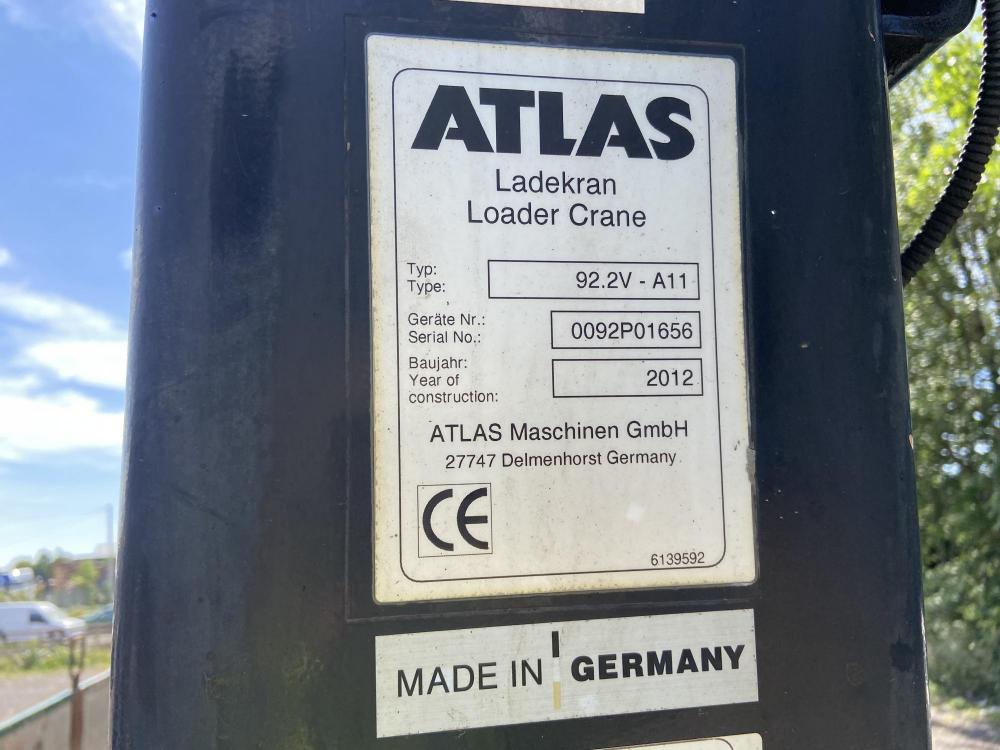 ATLAS
Ladekran
Loader Crane
Typ:
Type:
92.2V - A11
Geräte Nr.:
Serial No.:
0092P01656
Baujahr:
Year of
construction:
2012
ATLAS Maschinen GmbH
27747 Delmenhorst Germany
CE
6139592
MADE IN GERMANY